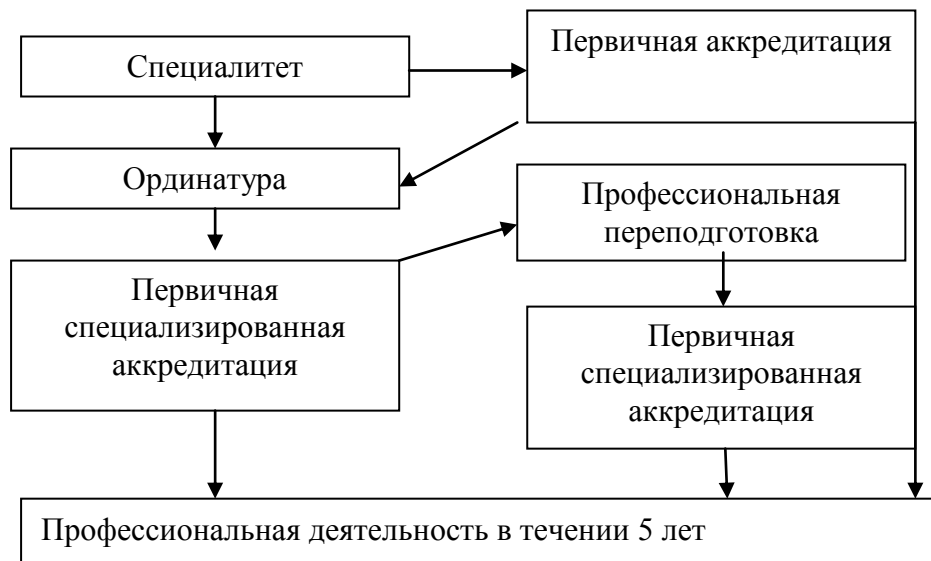 Специалитет
Первичная аккредитация
Ординатура
Профессиональная
переподготовка
Первичная
специализированная
аккредитация
Первичная
специализированная
аккредитация
Профессиональная деятельность в течении 5 лет